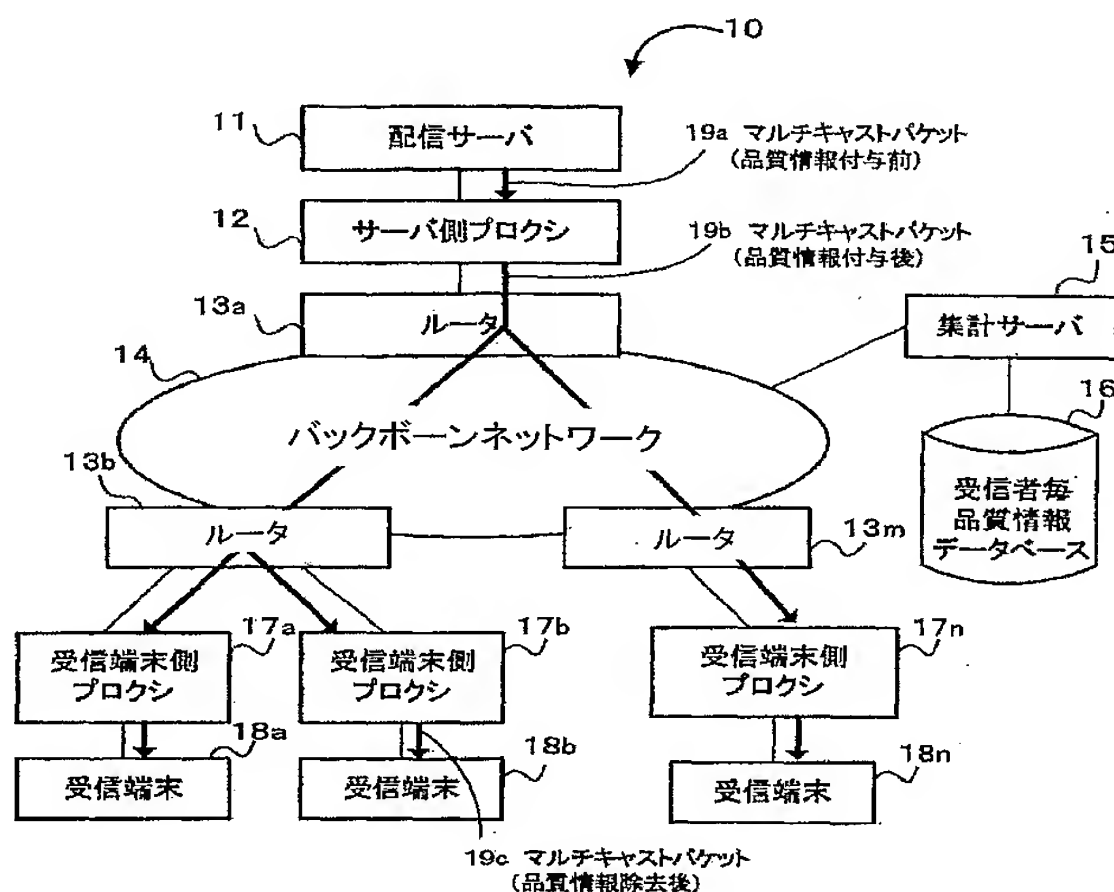 10
11
配信サーバ
19a マルチキャストパケット
(品質情報付与前)
12
サーバ側プロクシ
19b マルチキャストパケット
(品質情報付与後)
15
13a
ルータ
集計サーバ
14
16
バックボーンネットワーク
受信者毎
品質情報
データベース
13b
ルータ
ルータ
13m
17a
受信端末側
プロクシ
17b
受信端末側
プロクシ
17n
受信端末側
プロクシ
18a
受信端末
18b
受信端末
18n
受信端末
19c マルチキャストパケット
(品質情報除去後)